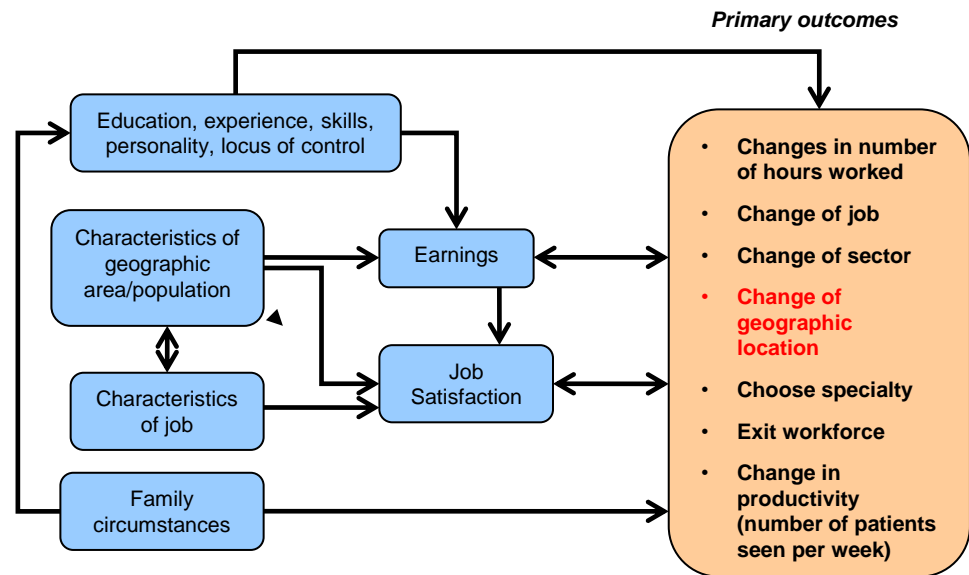 Primary outcomes
Education, experience, skills,
personality, locus of control
Characteristics of
geographic
area/population
Earnings
Job
Satisfaction
Characteristics
of job
Family
circumstances
• Changes in number
of hours worked
• Change of job
• Change of sector
• Change of
geographic
location
• Choose specialty
• Exit workforce
• Change in
productivity
(number of patients
seen per week)